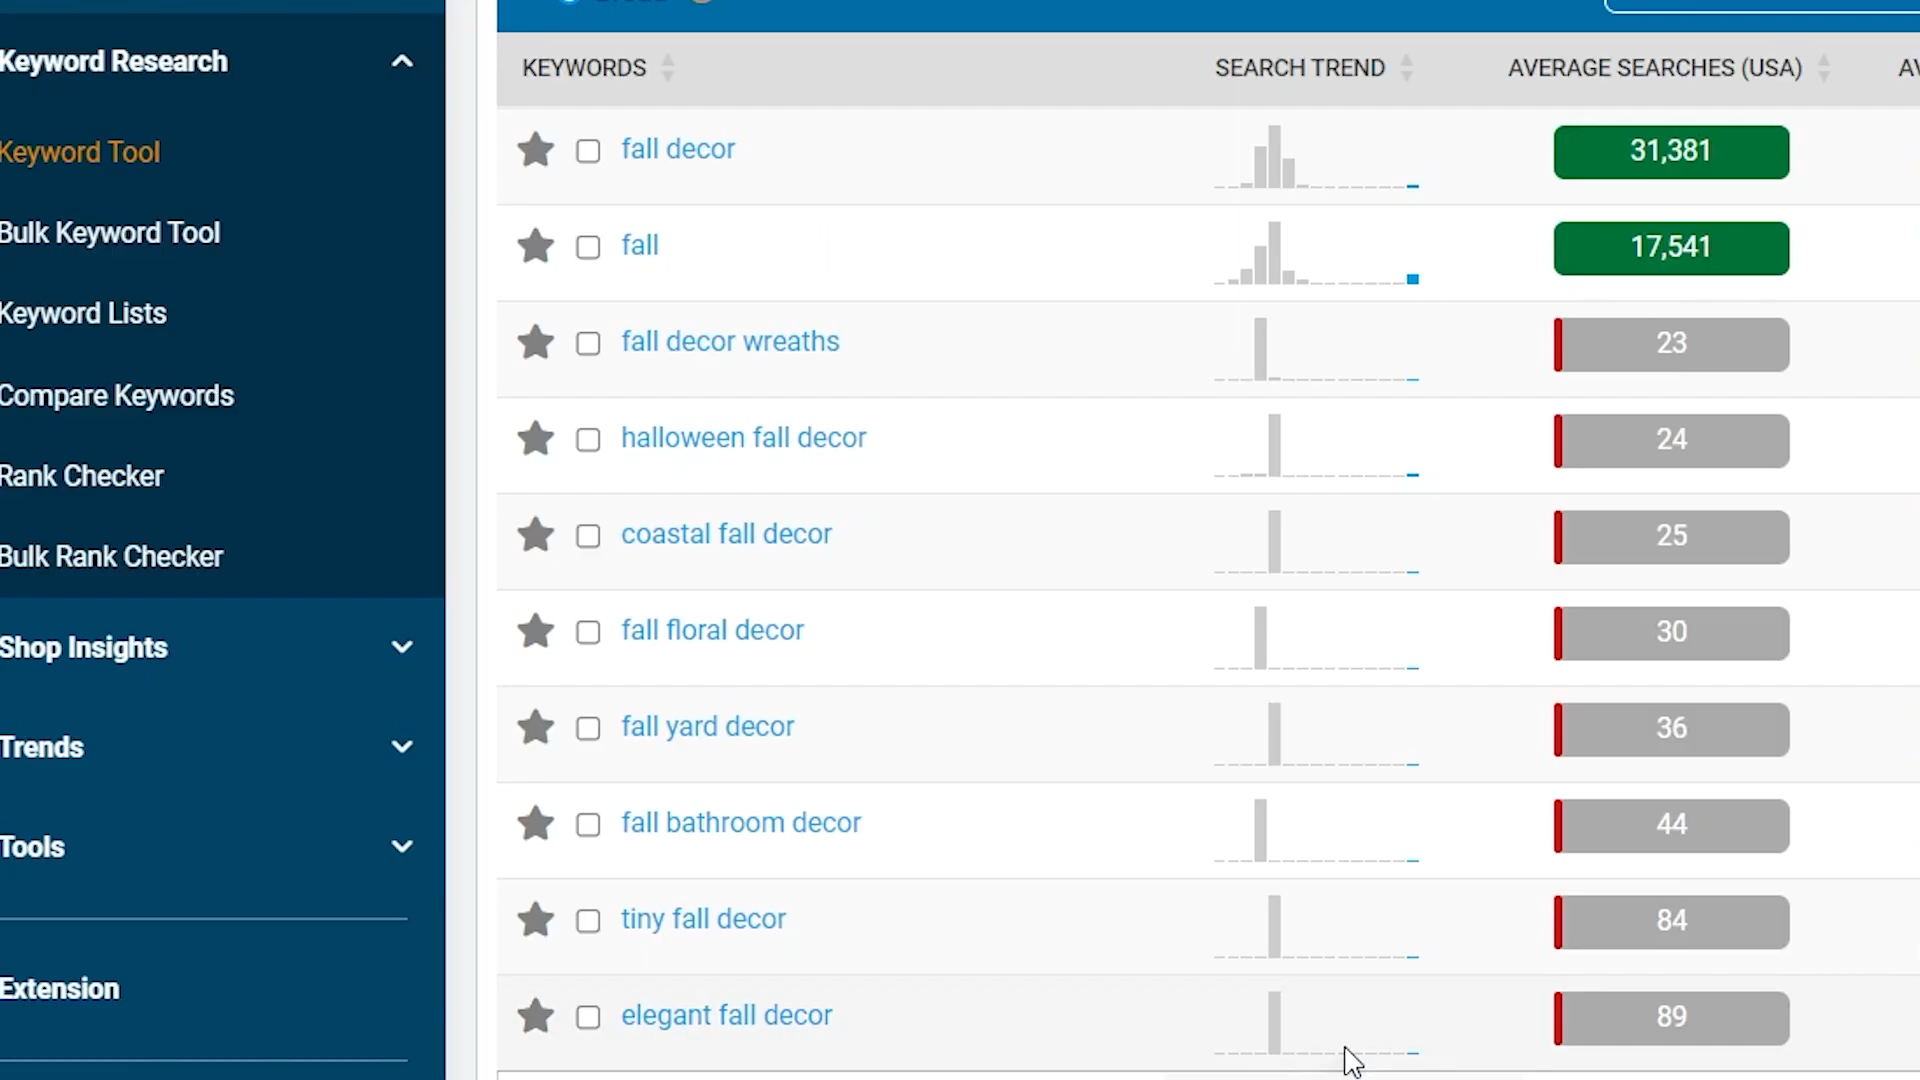 Keyword Research
Keyword Tool
Bulk Keyword Tool
Keyword Lists
Compare Keywords
Rank Checker
Bulk Rank Checker
Shop Insights
Trends
Tools
Extension
KEYWORDS SEARCH TREND AVERAGE SEARCHES (USA) AV
fall decor 31,381
fall 17,541
fall decor wreaths 23
halloween fall decor 24
coastal fall decor 25
fall floral decor 30
fall yard decor 36
fall bathroom decor 44
tiny fall decor 84
elegant fall decor 89